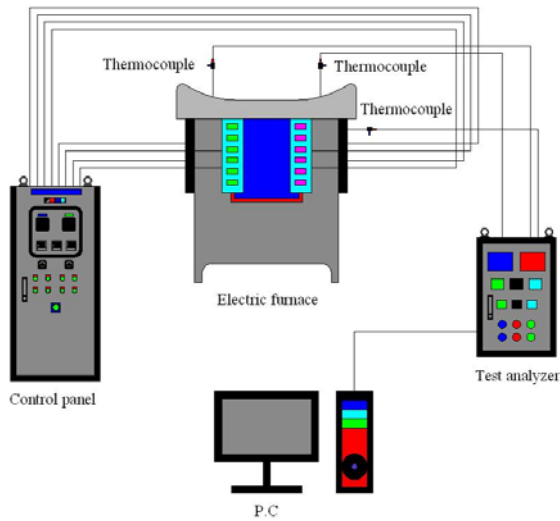 Thermocouple
Thermocouple
Thermocouple
Electric furnace
Control panel
Test analyzer
P.C